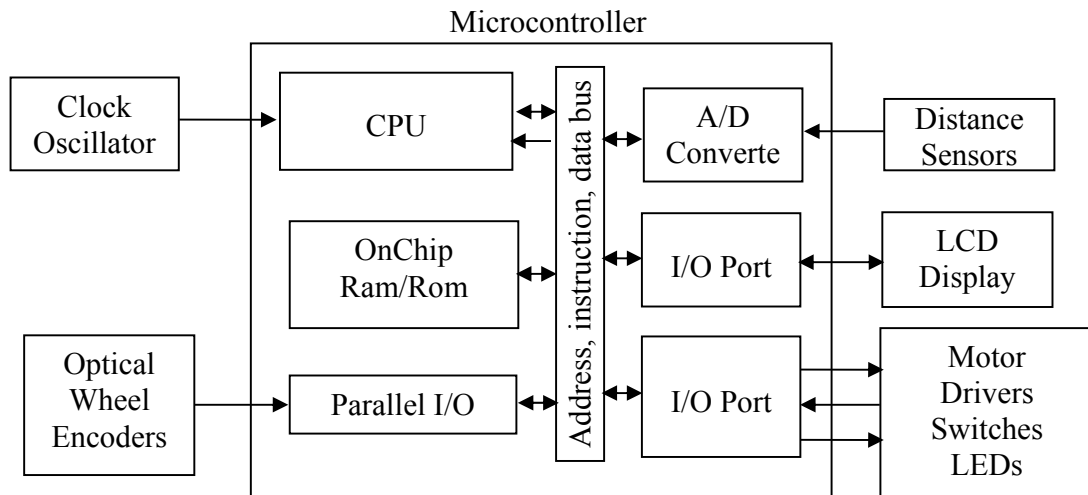 Microcontroller
Clock
Oscillator
CPU
Address, instruction, data bus
A/D
Converte
Distance
Sensors
OnChip
Ram/Rom
I/O Port
LCD
Display
Optical
Wheel
Encoders
Parallel I/O
I/O Port
Motor
Drivers
Switches
LEDs